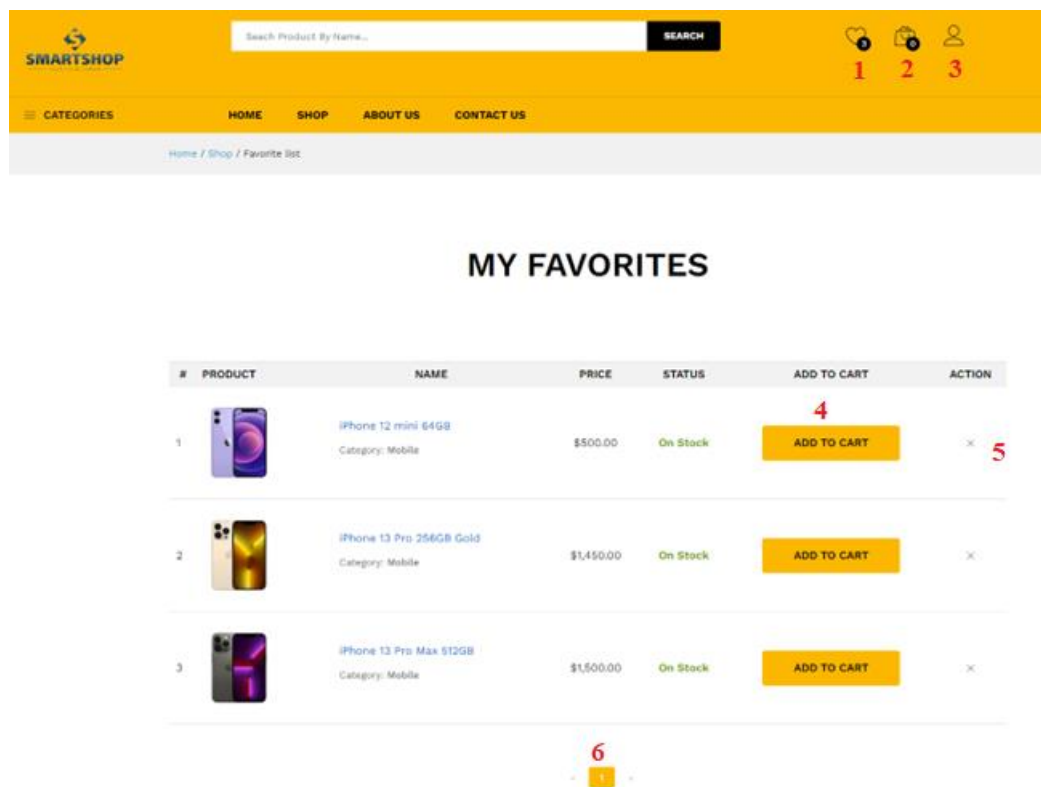 Seach Product By Name...
SEARCH
3
0
SMARTSHOP
1 2 3
CATEGORIES
HOME SHOP ABOUT US CONTACT US
Home / Shop / Favorite list
MY FAVORITES
# PRODUCT NAME PRICE STATUS ADD TO CART ACTION
4
iPhone 12 mini 64GB
1 $500.00 On Stock ADD TO CART ×
Category: Mobile
5
iPhone 13 Pro 256GB Gold
2 $1,450.00 On Stock ADD TO CART ×
Category: Mobile
iPhone 13 Pro Max 512GB
3 $1,500.00 On Stock ADD TO CART ×
Category: Mobile
6
1